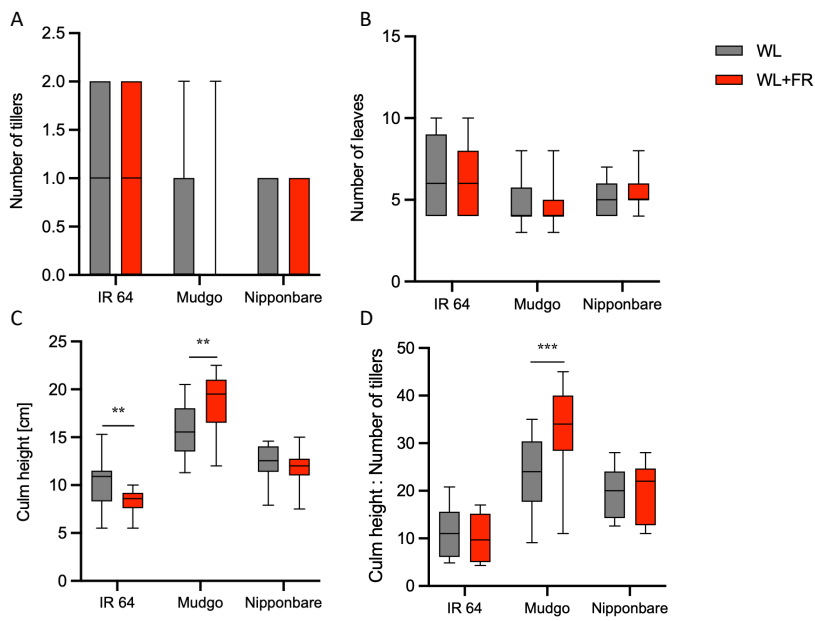 A
Number of tillers
2.5
2.0
1.5
1.0
0.5
0.0
IR 64 Mudgo Nipponbare
B
Number of leaves
15
10
5
0
IR 64 Mudgo Nipponbare
WL
WL+FR
C
Culm height [cm]
25
20
15
10
5
0
**
**
IR 64 Mudgo Nipponbare
D
Culm height : Number of tillers
50
40
30
20
10
0
***
IR 64 Mudgo Nipponbare